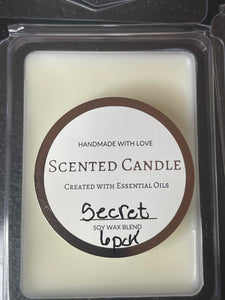 HANDMADE WITH LOVE
SCENTED CANDLE
CREATED WITH ESSENTIAL OILS
Secret
SOY WAX BLEND
6pck